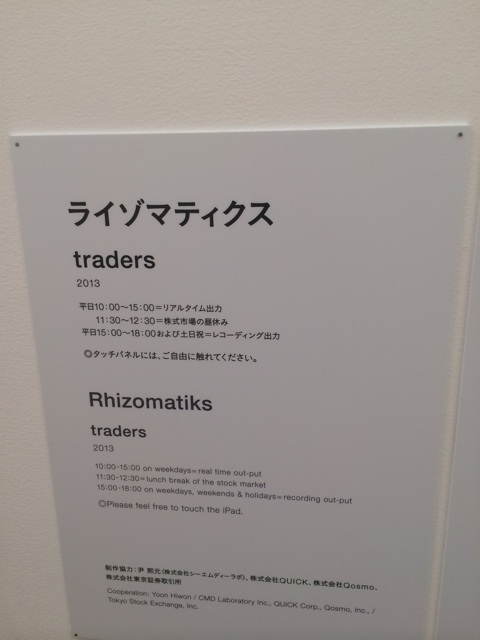 ライゾマティクス
traders
2013
平日10:00〜15:00=リアルタイム出力
11:30〜12:30=株式市場の昼休み
平日15:00〜18:00および土日祝=レコーディング出力
◎タッチパネルには、ご自由に触れてください。
Rhizomatiks
traders
2013
10:00-15:00 on weekdays= real time out-put
11:30-12:30= lunch break of the stock market
15:00-18:00 on weekdays, weekends & holidays= recording out-put
◎Please feel free to touch the iPad.
制作協力:尹 熙元(株式会社シーエムディーラボ)、株式会社QUICK、株式会社Qosmo、
株式会社東京証券取引所
Cooperation: Yoon Hiwon / CMD Laboratory Inc., QUICK Corp., Qosmo, Inc., /
Tokyo Stock Exchange, Inc.